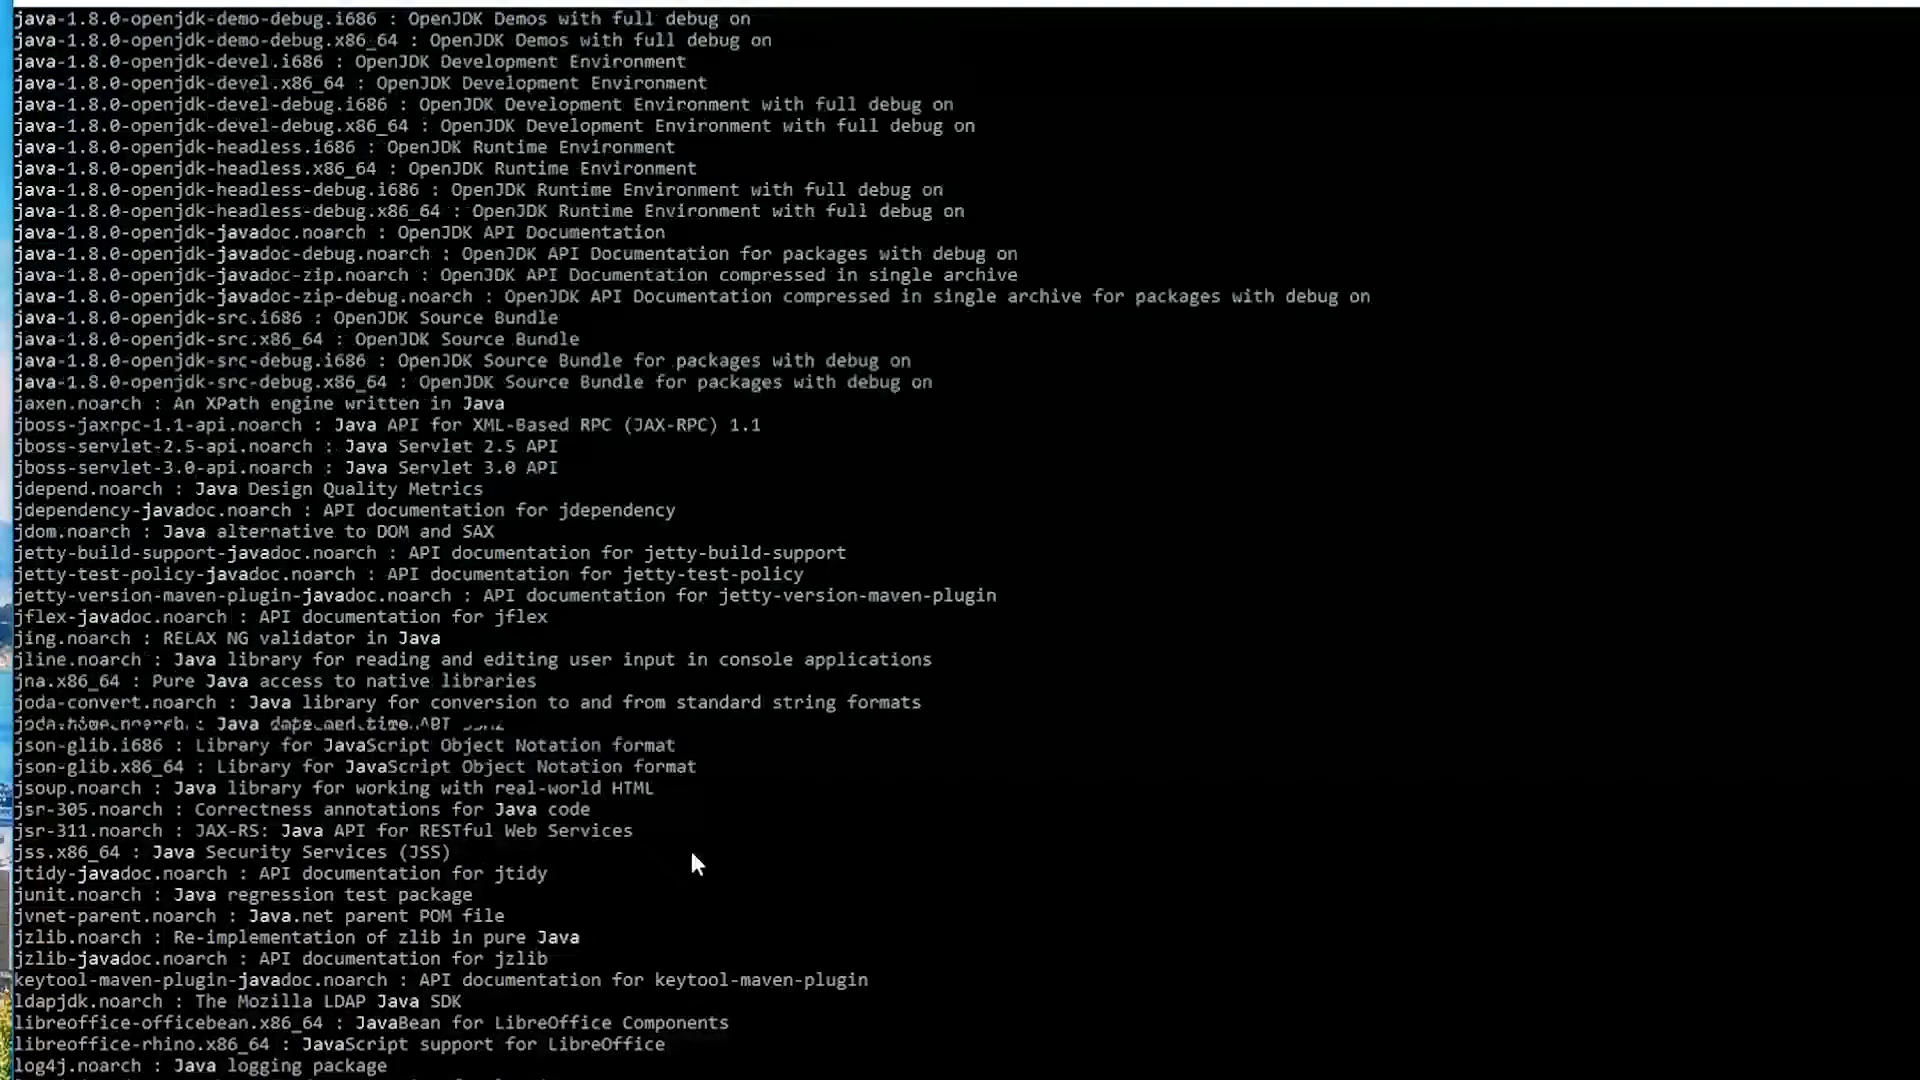 java-1.8.0-openjdk-demo-debug.i686 : OpenJDK Demos with full debug on
java-1.8.0-openjdk-demo-debug.x86_64 : OpenJDK Demos with full debug on
java-1.8.0-openjdk-devel.i686 : OpenJDK Development Environment
java-1.8.0-openjdk-devel.x86_64 : OpenJDK Development Environment
java-1.8.0-openjdk-devel-debug.i686 : OpenJDK Development Environment with full debug on
java-1.8.0-openjdk-devel-debug.x86_64 : OpenJDK Development Environment with full debug on
java-1.8.0-openjdk-headless.i686 : OpenJDK Runtime Environment
java-1.8.0-openjdk-headless.x86_64 : OpenJDK Runtime Environment
java-1.8.0-openjdk-headless-debug.i686 : OpenJDK Runtime Environment with full debug on
java-1.8.0-openjdk-headless-debug.x86_64 : OpenJDK Runtime Environment with full debug on
java-1.8.0-openjdk-javadoc.noarch : OpenJDK API Documentation
java-1.8.0-openjdk-javadoc-debug.noarch : OpenJDK API Documentation for packages with debug on
java-1.8.0-openjdk-javadoc-zip.noarch : OpenJDK API Documentation compressed in single archive
java-1.8.0-openjdk-javadoc-zip-debug.noarch : OpenJDK API Documentation compressed in single archive for packages with debug on
java-1.8.0-openjdk-src.i686 : OpenJDK Source Bundle
java-1.8.0-openjdk-src.x86_64 : OpenJDK Source Bundle
java-1.8.0-openjdk-src-debug.i686 : OpenJDK Source Bundle for packages with debug on
java-1.8.0-openjdk-src-debug.x86_64 : OpenJDK Source Bundle for packages with debug on
jaxen.noarch : An XPath engine written in Java
jboss-jaxrpc-1.1-api.noarch : Java API for XML-Based RPC (JAX-RPC) 1.1
jboss-servlet-2.5-api.noarch : Java Servlet 2.5 API
jboss-servlet-3.0-api.noarch : Java Servlet 3.0 API
jdepend.noarch : Java Design Quality Metrics
jdependency-javadoc.noarch : API documentation for jdependency
jdom.noarch : Java alternative to DOM and SAX
jetty-build-support-javadoc.noarch : API documentation for jetty-build-support
jetty-test-policy-javadoc.noarch : API documentation for jetty-test-policy
jetty-version-maven-plugin-javadoc.noarch : API documentation for jetty-version-maven-plugin
jflex-javadoc.noarch : API documentation for jflex
jing.noarch : RELAX NG validator in Java
jline.noarch : Java library for reading and editing user input in console applications
jna.x86_64 : Pure Java access to native libraries
joda-convert.noarch : Java library for conversion to and from standard string formats
joda-time.noarch : Java date and time API
json-glib.i686 : Library for JavaScript Object Notation format
json-glib.x86_64 : Library for JavaScript Object Notation format
jsoup.noarch : Java library for working with real-world HTML
jsr-305.noarch : Correctness annotations for Java code
jsr-311.noarch : JAX-RS: Java API for RESTful Web Services
jss.x86_64 : Java Security Services (JSS)
jtidy-javadoc.noarch : API documentation for jtidy
junit.noarch : Java regression test package
jvnet-parent.noarch : Java.net parent POM file
jzlib.noarch : Re-implementation of zlib in pure Java
jzlib-javadoc.noarch : API documentation for jzlib
keytool-maven-plugin-javadoc.noarch : API documentation for keytool-maven-plugin
ldapjdk.noarch : The Mozilla LDAP Java SDK
libreoffice-officebean.x86_64 : JavaBean for LibreOffice Components
libreoffice-rhino.x86_64 : JavaScript support for LibreOffice
log4j.noarch : Java logging package